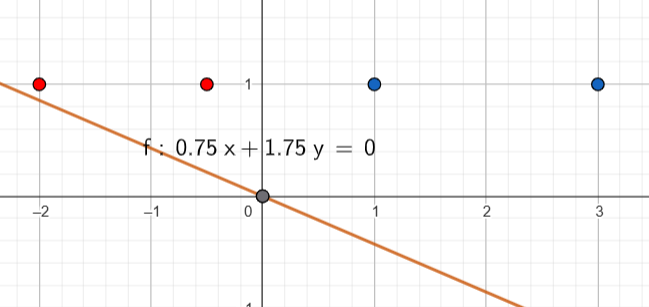 1
f : 0.75 x + 1.75 y = 0
–2 –1 0 1 2 3